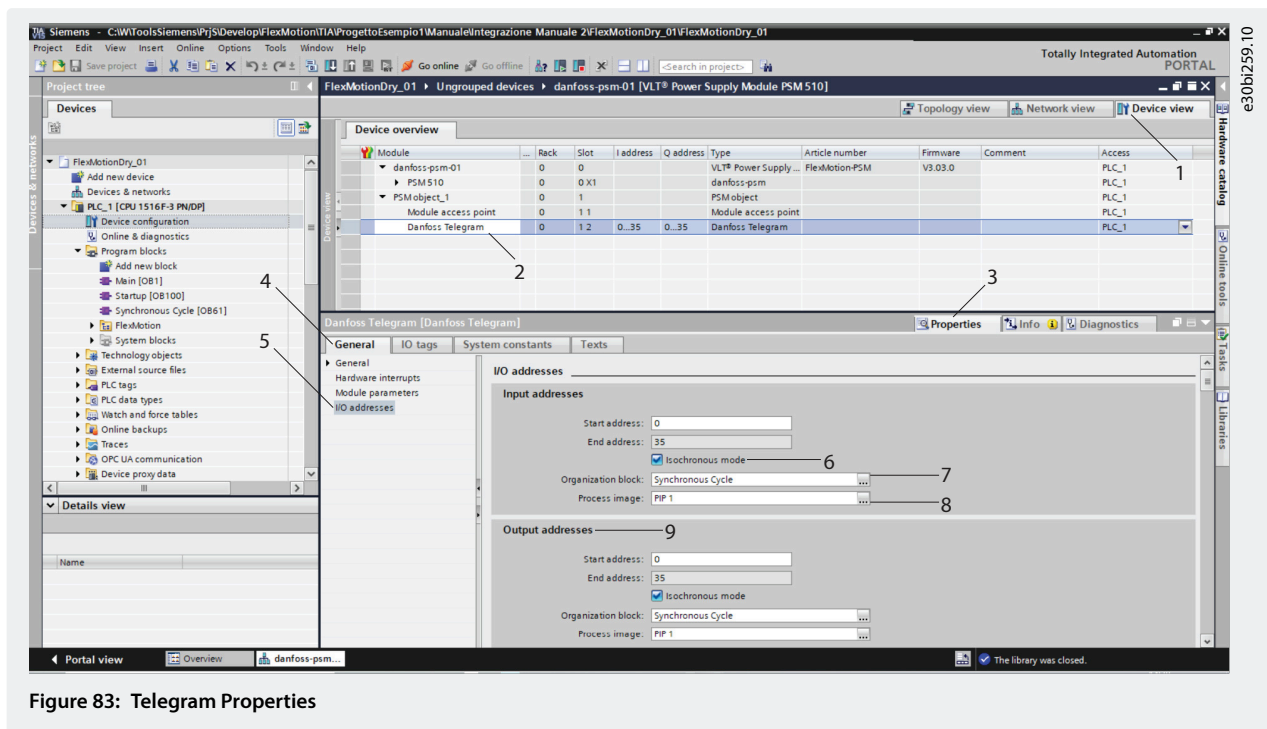 Siemens - C:\W\ToolsSiemens\PrjS\Develop\FlexMotion\TIA\ProgettoEsempio1\Manuale\Integrazione Manuale 2\FlexMotionDry_01\FlexMotionDry_01
Project Edit View Insert Online Options Tools Window Help
Totally Integrated Automation
PORTAL
Save project Go online Go offline <Search in project>
Project tree
FlexMotionDry_01 Ungrouped devices danfoss-psm-01 [VLT® Power Supply Module PSM 510]
Devices
Topology view Network view Device view
Device overview
Module ... Rack Slot I address Q address Type Article number Firmware Comment Access
danfoss-psm-01 0 0 VLT® Power Supply ... FlexMotion-PSM V3.03.0 PLC_1
PSM 510 0 0 X1 danfoss-psm PLC_1
PSM object_1 0 1 PSM object PLC_1
Module access point 0 1 1 Module access point PLC_1
Danfoss Telegram 0 1 2 0...35 0...35 Danfoss Telegram PLC_1
1
2
3
4
5
FlexMotionDry_01
Add new device
Devices & networks
PLC_1 [CPU 1516F-3 PN/DP]
Device configuration
Online & diagnostics
Program blocks
Add new block
Main [OB1]
Startup [OB100]
Synchronous Cycle [OB61]
FlexMotion
System blocks
Technology objects
External source files
PLC tags
PLC data types
Watch and force tables
Online backups
Traces
OPC UA communication
Device proxy data
Details view
Name
Devices & networks
Device view
Danfoss Telegram [Danfoss Telegram]
Properties Info Diagnostics
General IO tags System constants Texts
General
Hardware interrupts
Module parameters
I/O addresses
I/O addresses
Input addresses
Start address: 0
End address: 35
Isochronous mode 6
Organization block: Synchronous Cycle ... 7
Process image: PIP 1 ... 8
Output addresses 9
Start address: 0
End address: 35
Isochronous mode
Organization block: Synchronous Cycle ...
Process image: PIP 1 ...
Hardware catalog
Online tools
Tasks
Libraries
Portal view Overview danfoss-psm... The library was closed.
e30bi259.10
Figure 83: Telegram Properties